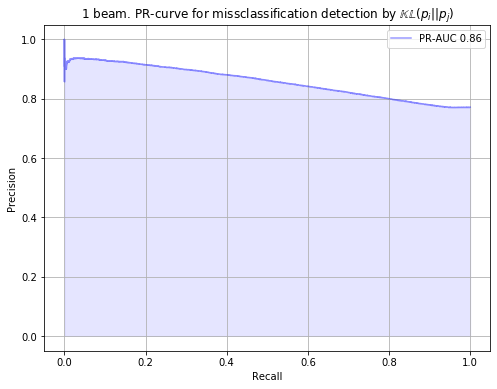 1 beam. PR-curve for missclassification detection by 𝕂𝕃(pᵢ||pⱼ)
PR-AUC 0.86
1.0
0.8
0.6
0.4
0.2
0.0
Precision
0.0 0.2 0.4 0.6 0.8 1.0
Recall